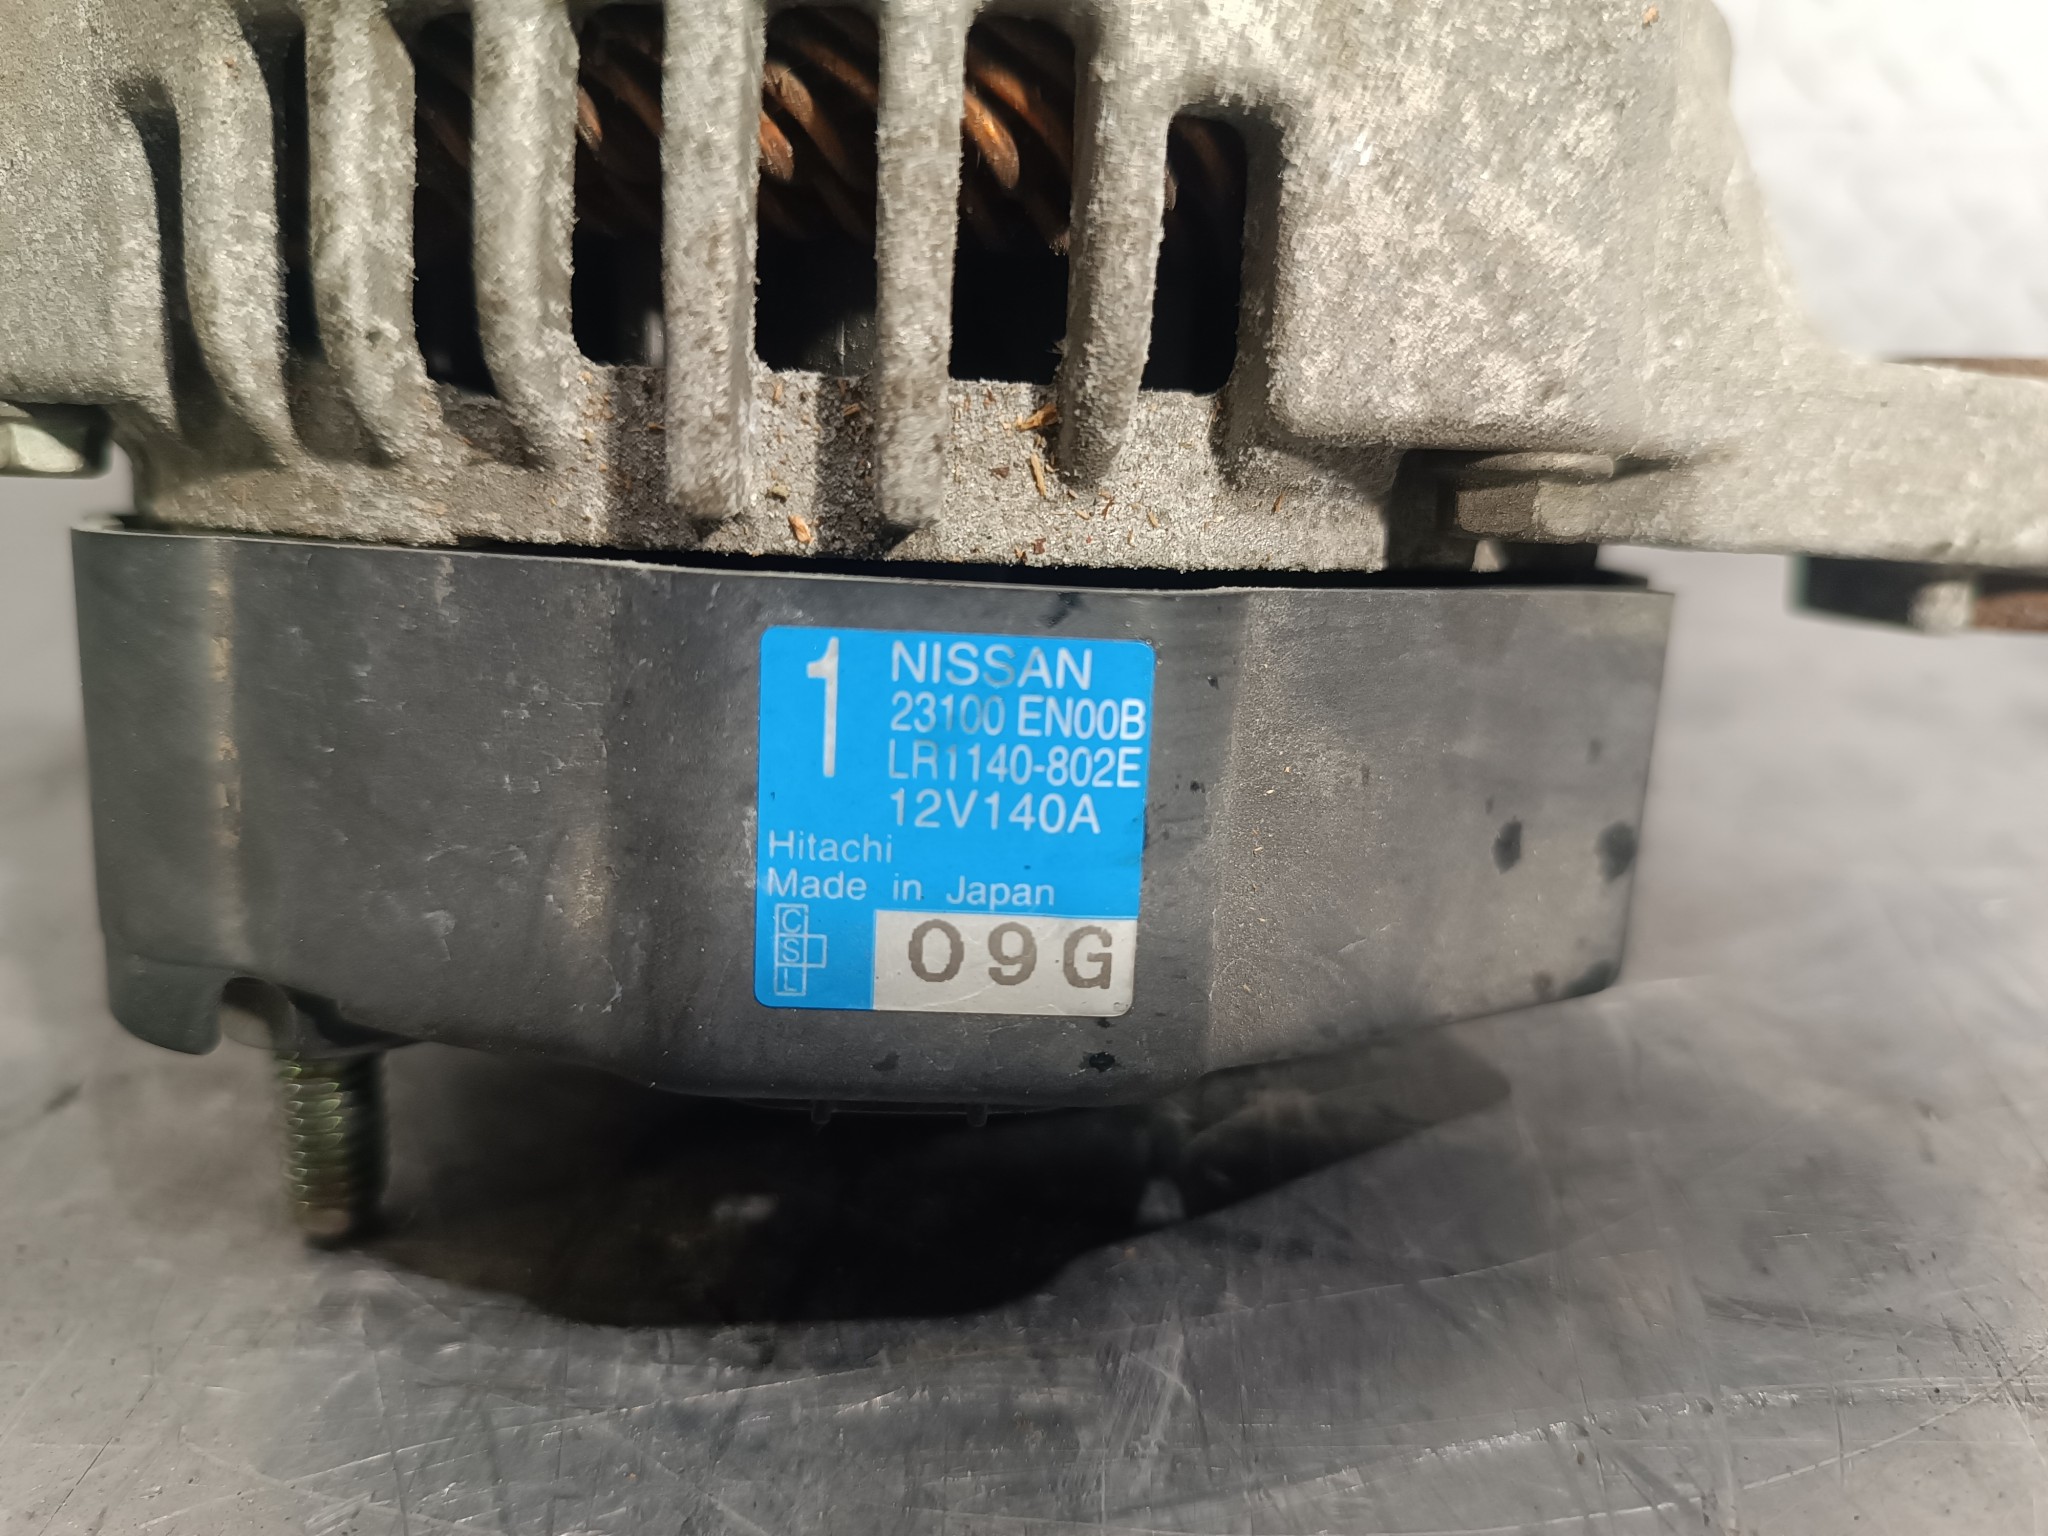 1
NISSAN
23100 EN00B
LR1140-802E
12V140A
Hitachi
Made in Japan
C
S
L
09G